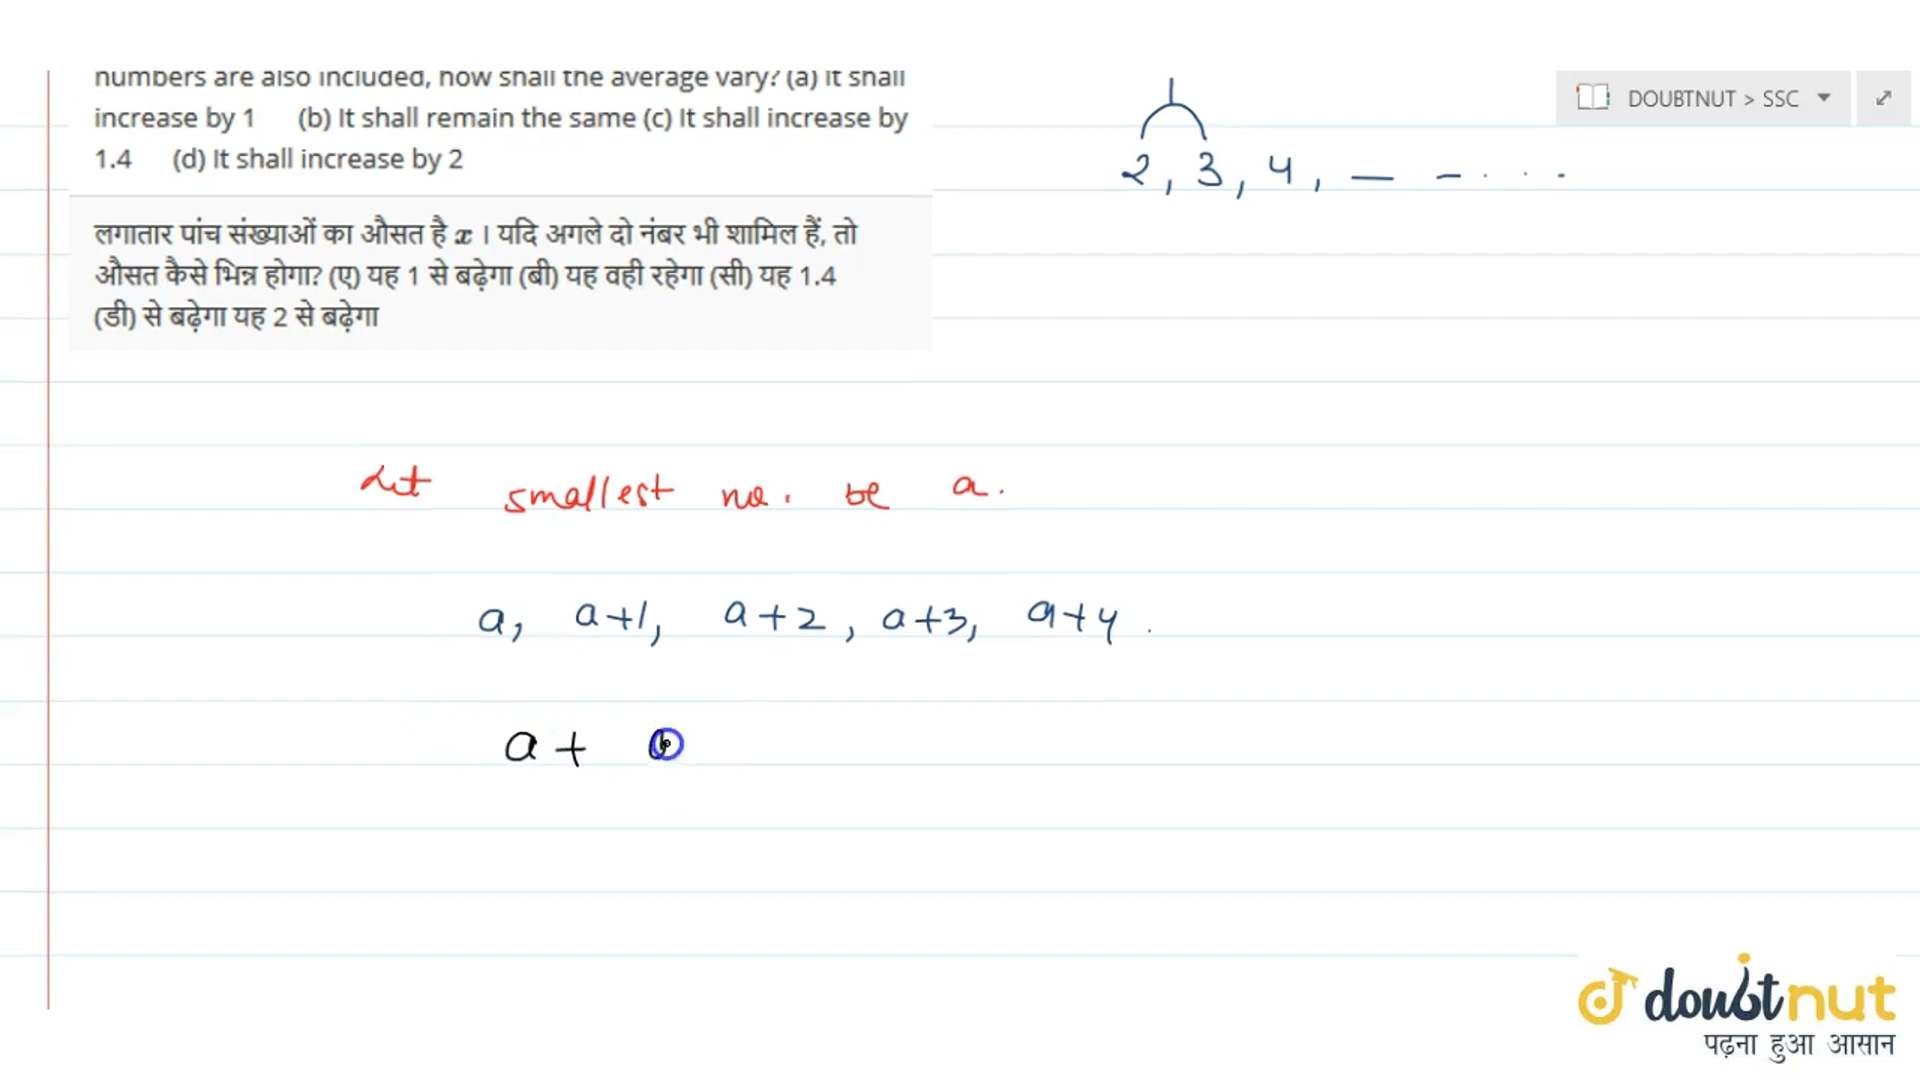 numbers are also included, how shall the average vary? (a) It shall
increase by 1 (b) It shall remain the same (c) It shall increase by
1.4 (d) It shall increase by 2
लगातार पांच संख्याओं का औसत है x । यदि अगले दो नंबर भी शामिल हैं, तो
औसत कैसे भिन्न होगा? (ए) यह 1 से बढ़ेगा (बी) यह वही रहेगा (सी) यह 1.4
(डी) से बढ़ेगा यह 2 से बढ़ेगा
1
2, 3, 4, — - . . .
DOUBTNUT > SSC
Let smallest no. be a.
a, a+1, a+2, a+3, a+4 .
a +
doubtnut
पढ़ना हुआ आसान